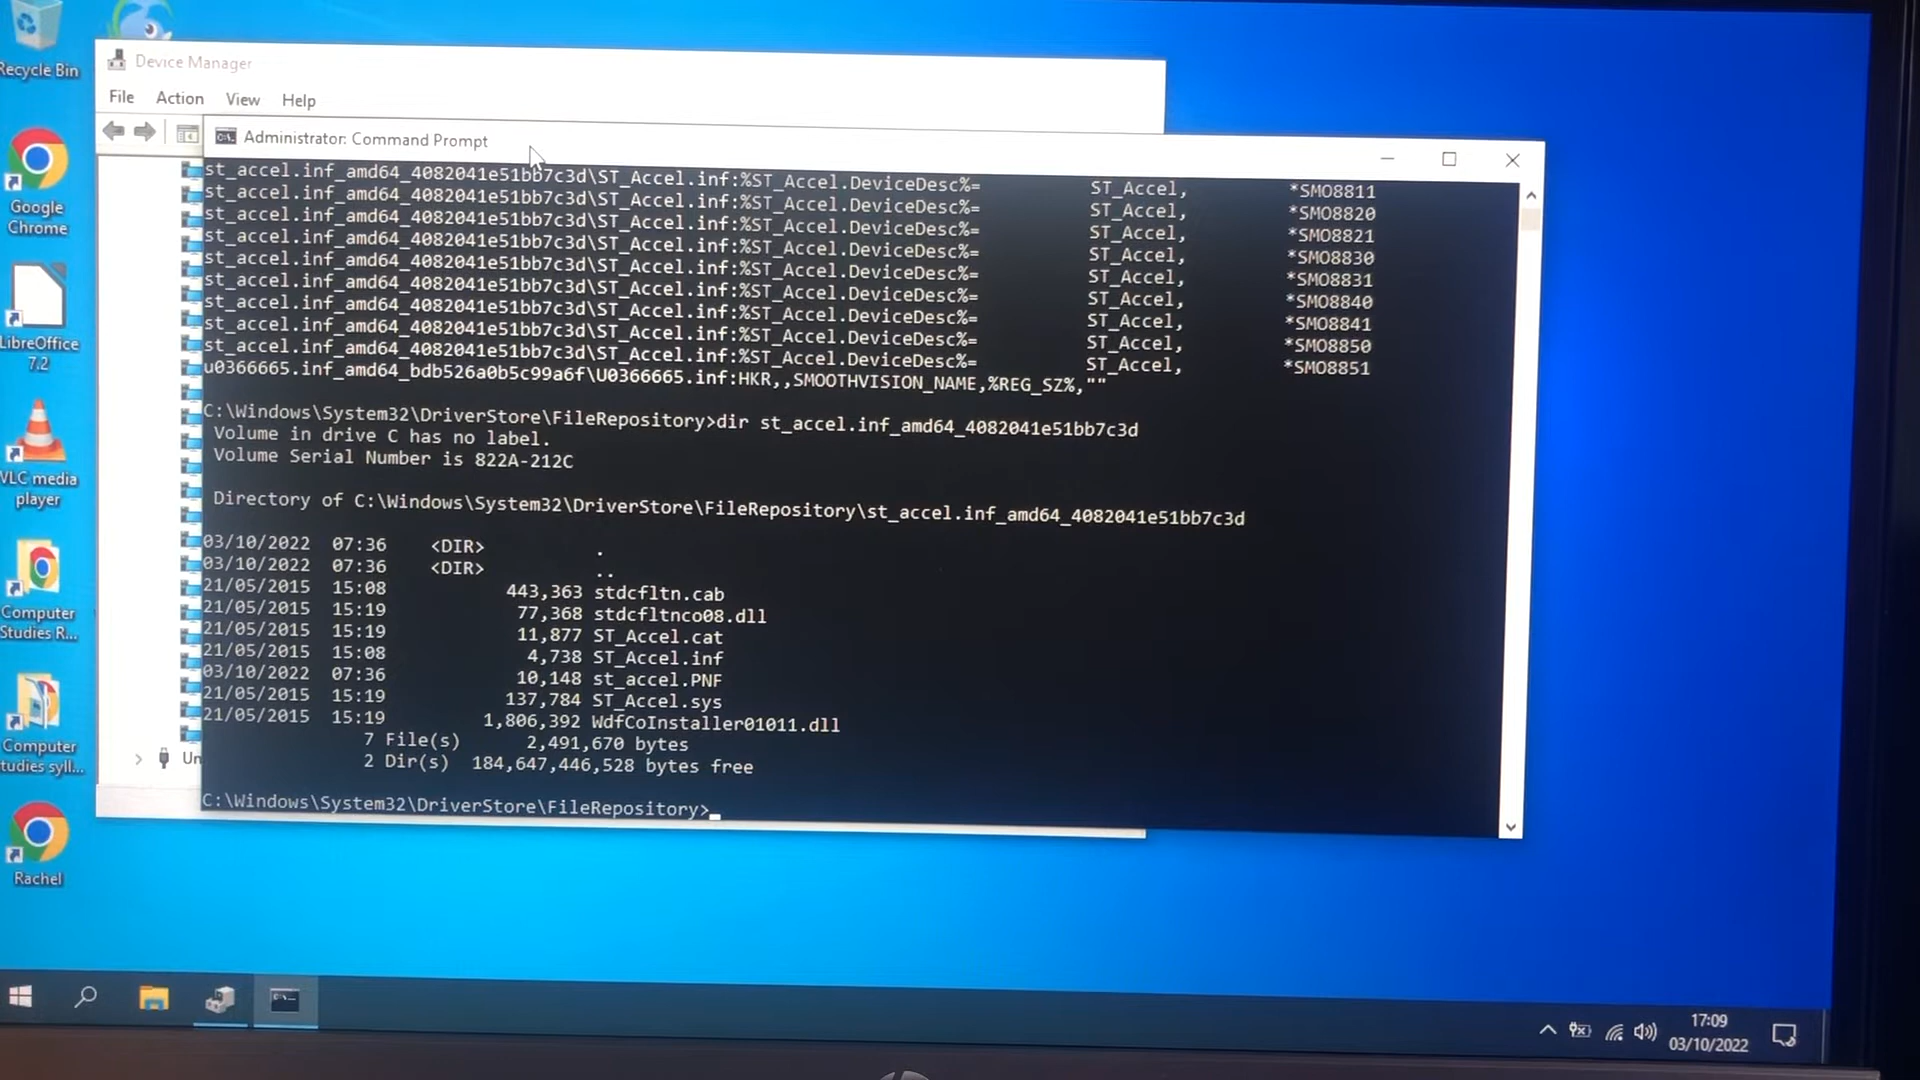 Recycle Bin
Device Manager
File Action View Help
Administrator: Command Prompt
st_accel.inf_amd64_4082041e51bb7c3d\ST_Accel.inf:%ST_Accel.DeviceDesc%= ST_Accel, *SMO8811
st_accel.inf_amd64_4082041e51bb7c3d\ST_Accel.inf:%ST_Accel.DeviceDesc%= ST_Accel, *SMO8820
st_accel.inf_amd64_4082041e51bb7c3d\ST_Accel.inf:%ST_Accel.DeviceDesc%= ST_Accel, *SMO8821
st_accel.inf_amd64_4082041e51bb7c3d\ST_Accel.inf:%ST_Accel.DeviceDesc%= ST_Accel, *SMO8830
st_accel.inf_amd64_4082041e51bb7c3d\ST_Accel.inf:%ST_Accel.DeviceDesc%= ST_Accel, *SMO8831
st_accel.inf_amd64_4082041e51bb7c3d\ST_Accel.inf:%ST_Accel.DeviceDesc%= ST_Accel, *SMO8840
st_accel.inf_amd64_4082041e51bb7c3d\ST_Accel.inf:%ST_Accel.DeviceDesc%= ST_Accel, *SMO8841
st_accel.inf_amd64_4082041e51bb7c3d\ST_Accel.inf:%ST_Accel.DeviceDesc%= ST_Accel, *SMO8850
st_accel.inf_amd64_4082041e51bb7c3d\ST_Accel.inf:%ST_Accel.DeviceDesc%= ST_Accel, *SMO8851
u0366665.inf_amd64_bdb526a0b5c99a6f\U0366665.inf:HKR,,SMOOTHVISION_NAME,%REG_SZ%,""
C:\Windows\System32\DriverStore\FileRepository>dir st_accel.inf_amd64_4082041e51bb7c3d
Volume in drive C has no label.
Volume Serial Number is 822A-212C
Directory of C:\Windows\System32\DriverStore\FileRepository\st_accel.inf_amd64_4082041e51bb7c3d
03/10/2022 07:36 <DIR> .
03/10/2022 07:36 <DIR> ..
21/05/2015 15:08 443,363 stdcfltn.cab
21/05/2015 15:19 77,368 stdcfltnco08.dll
21/05/2015 15:19 11,877 ST_Accel.cat
21/05/2015 15:08 4,738 ST_Accel.inf
03/10/2022 07:36 10,148 st_accel.PNF
21/05/2015 15:19 137,784 ST_Accel.sys
21/05/2015 15:19 1,806,392 WdfCoInstaller01011.dll
7 File(s) 2,491,670 bytes
2 Dir(s) 184,647,446,528 bytes free
C:\Windows\System32\DriverStore\FileRepository>
Un
Google
Chrome
LibreOffice
7.2
VLC media
player
Computer
Studies R...
Computer
tudies syll...
Rachel
17:09
03/10/2022